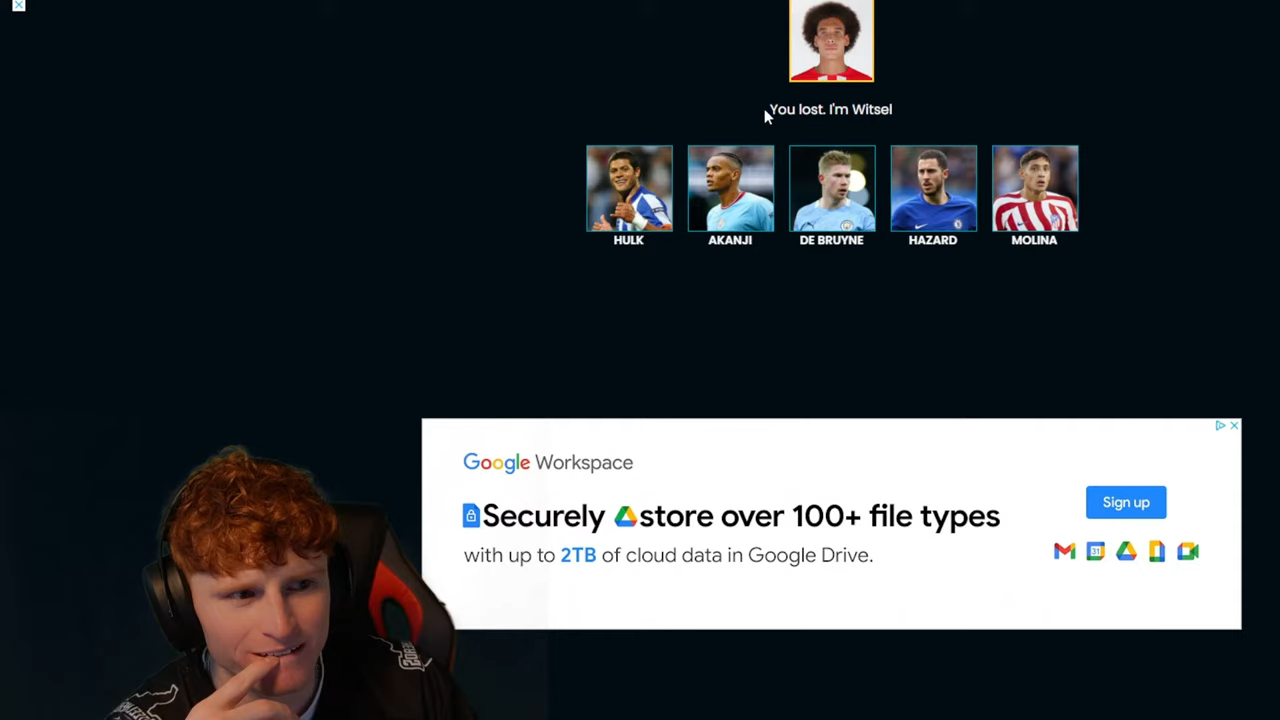 You lost. I'm Witsel
HULK
AKANJI
DE BRUYNE
HAZARD
MOLINA
Google Workspace
Securely store over 100+ file types
Sign up
with up to 2TB of cloud data in Google Drive.
31